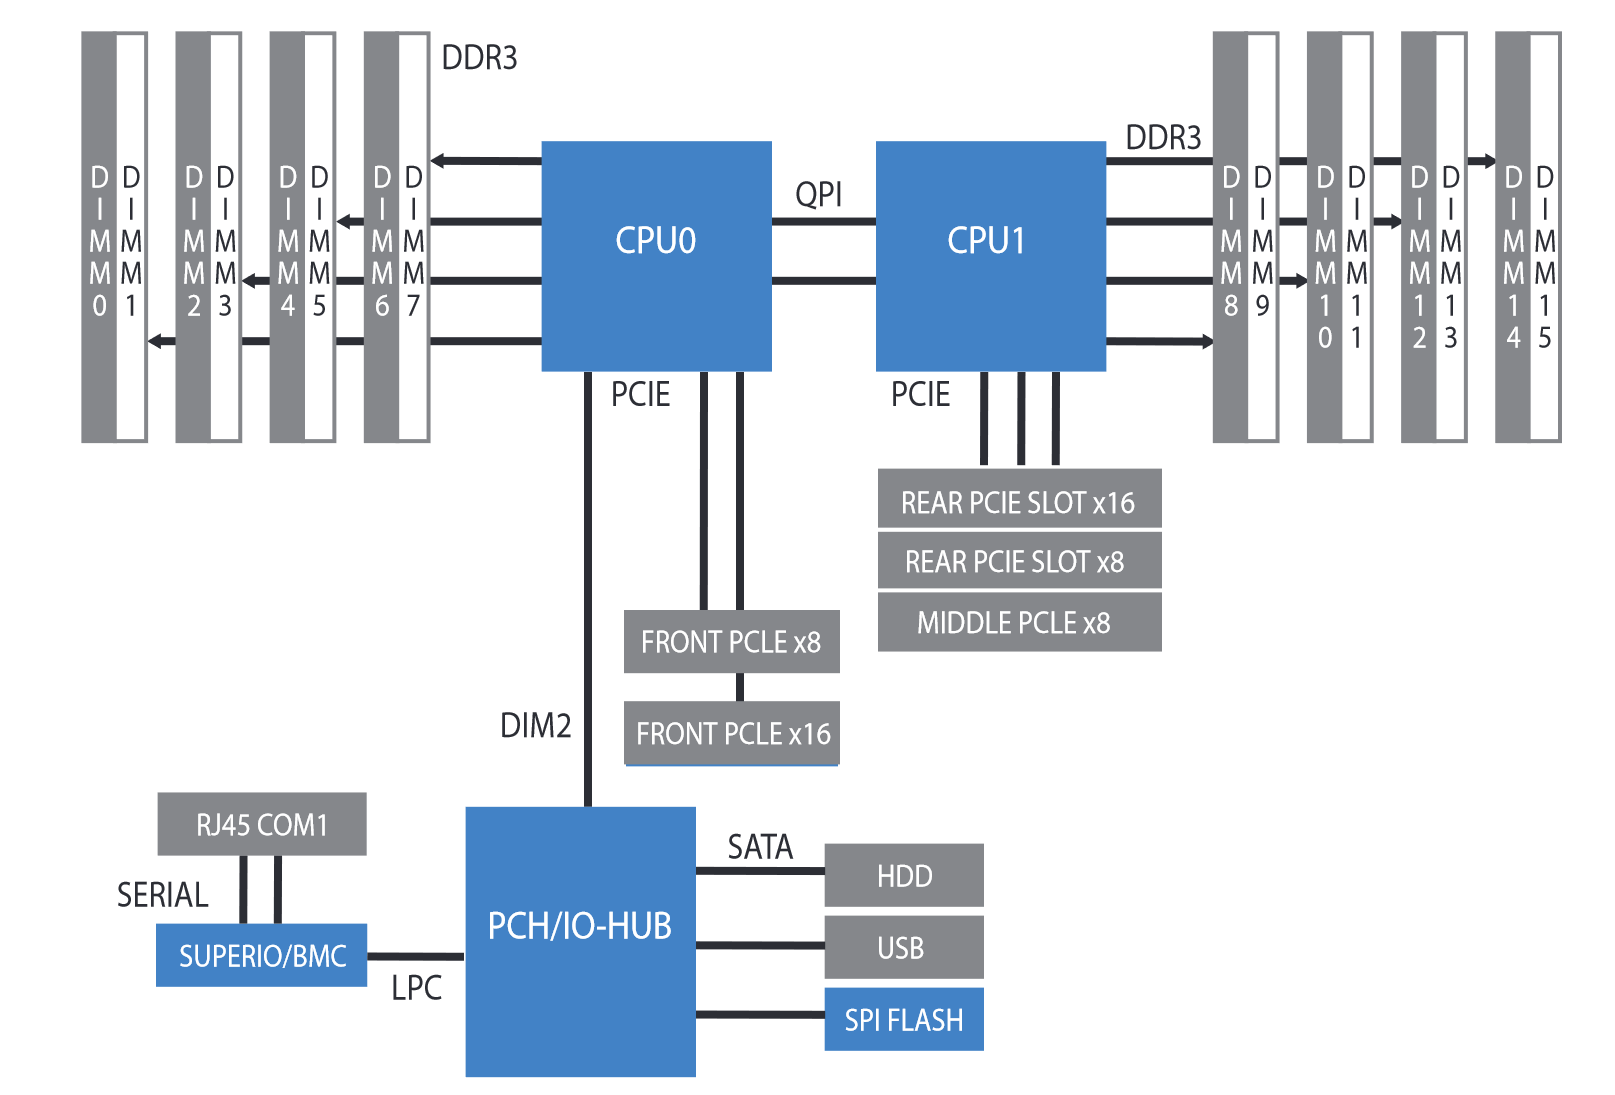 DDR3
DIMM0
DIMM1
DIMM2
DIMM3
DIMM4
DIMM5
DIMM6
DIMM7
CPU0
QPI
CPU1
DDR3
DIMM8
DIMM9
DIMM10
DIMM11
DIMM12
DIMM13
DIMM14
DIMM15
PCIE
PCIE
REAR PCIE SLOT x16
REAR PCIE SLOT x8
MIDDLE PCLE x8
FRONT PCLE x8
FRONT PCLE x16
DIM2
RJ45 COM1
SERIAL
SUPERIO/BMC
LPC
PCH/IO-HUB
SATA
HDD
USB
SPI FLASH